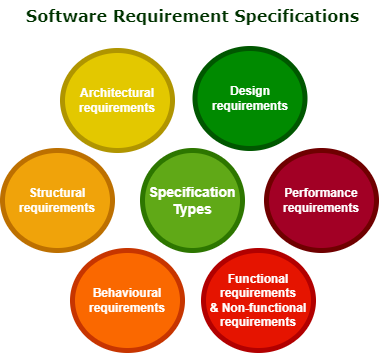 Software Requirement Specifications
Architectural
requirements
Design
requirements
Structural
requirements
Specification
Types
Performance
requirements
Behavioural
requirements
Functional
requirements
& Non-functional
requirements